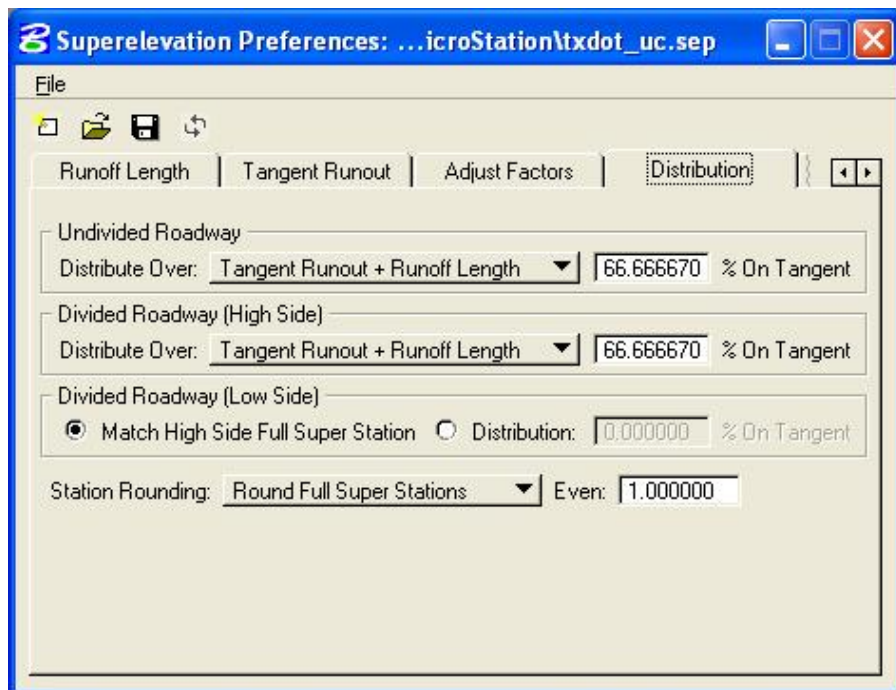 Superelevation Preferences: ...icroStation\txdot_uc.sep
File
Runoff Length Tangent Runout Adjust Factors Distribution
Undivided Roadway
Distribute Over: Tangent Runout + Runoff Length 66.666670 % On Tangent
Divided Roadway (High Side)
Distribute Over: Tangent Runout + Runoff Length 66.666670 % On Tangent
Divided Roadway (Low Side)
Match High Side Full Super Station Distribution: 0.000000 % On Tangent
Station Rounding: Round Full Super Stations Even: 1.000000